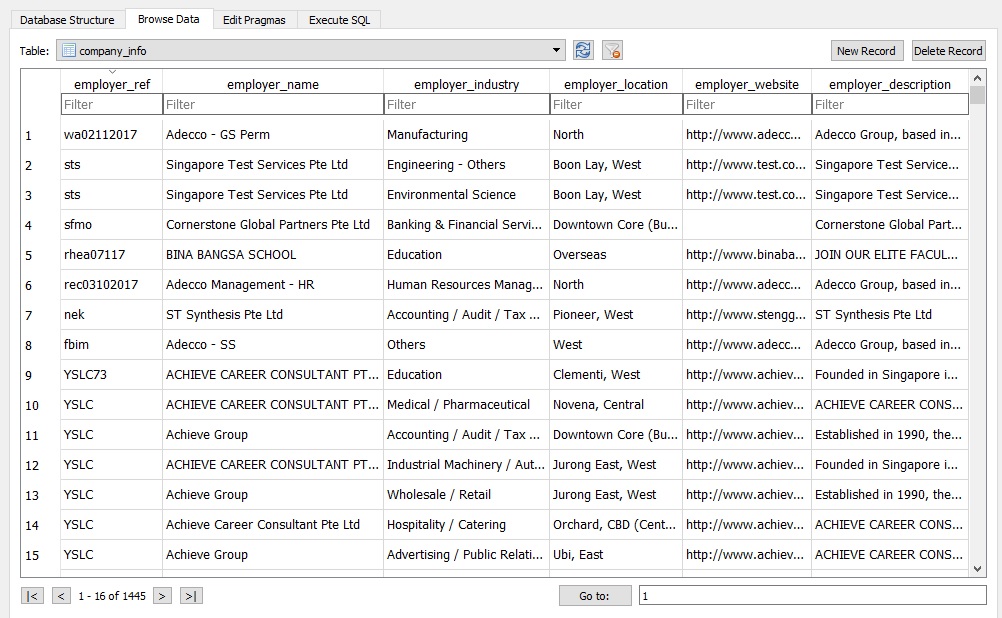 Database Structure Browse Data Edit Pragmas Execute SQL
Table: company_info New Record Delete Record
employer_ref employer_name employer_industry employer_location employer_website employer_description
Filter Filter Filter Filter Filter Filter
1 wa02112017 Adecco - GS Perm Manufacturing North http://www.adecc... Adecco Group, based in...
2 sts Singapore Test Services Pte Ltd Engineering - Others Boon Lay, West http://www.test.co... Singapore Test Service...
3 sts Singapore Test Services Pte Ltd Environmental Science Boon Lay, West http://www.test.co... Singapore Test Service...
4 sfmo Cornerstone Global Partners Pte Ltd Banking & Financial Servi... Downtown Core (Bu... Cornerstone Global Part...
5 rhea07117 BINA BANGSA SCHOOL Education Overseas http://www.binaba... JOIN OUR ELITE FACUL...
6 rec03102017 Adecco Management - HR Human Resources Manag... North http://www.adecc... Adecco Group, based in...
7 nek ST Synthesis Pte Ltd Accounting / Audit / Tax ... Pioneer, West http://www.stengg... ST Synthesis Pte Ltd
8 fbim Adecco - SS Others West http://www.adecc... Adecco Group, based in...
9 YSLC73 ACHIEVE CAREER CONSULTANT PT... Education Clementi, West http://www.achiev... Founded in Singapore i...
10 YSLC ACHIEVE CAREER CONSULTANT PT... Medical / Pharmaceutical Novena, Central http://www.achiev... ACHIEVE CAREER CONS...
11 YSLC Achieve Group Accounting / Audit / Tax ... Downtown Core (Bu... http://www.achiev... Established in 1990, the...
12 YSLC ACHIEVE CAREER CONSULTANT PT... Industrial Machinery / Aut... Jurong East, West http://www.achiev... Founded in Singapore i...
13 YSLC Achieve Group Wholesale / Retail Jurong East, West http://www.achiev... Established in 1990, the...
14 YSLC Achieve Career Consultant Pte Ltd Hospitality / Catering Orchard, CBD (Cent... http://www.achiev... ACHIEVE CAREER CONS...
15 YSLC Achieve Group Advertising / Public Relati... Ubi, East http://www.achiev... ACHIEVE CAREER CONS...
|< < 1 - 16 of 1445 > >| Go to: 1